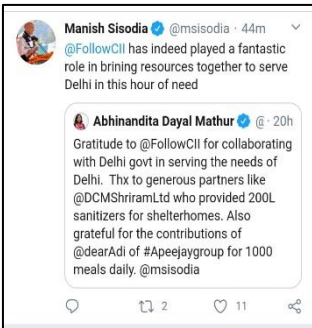 Manish Sisodia @msisodia · 44m
@FollowCII has indeed played a fantastic
role in brining resources together to serve
Delhi in this hour of need
Abhinandita Dayal Mathur @ · 20h
Gratitude to @FollowCII for collaborating
with Delhi govt in serving the needs of
Delhi. Thx to generous partners like
@DCMShriramLtd who provided 200L
sanitizers for shelterhomes. Also
grateful for the contributions of
@dearAdi of #Apeejaygroup for 1000
meals daily. @msisodia
2 11